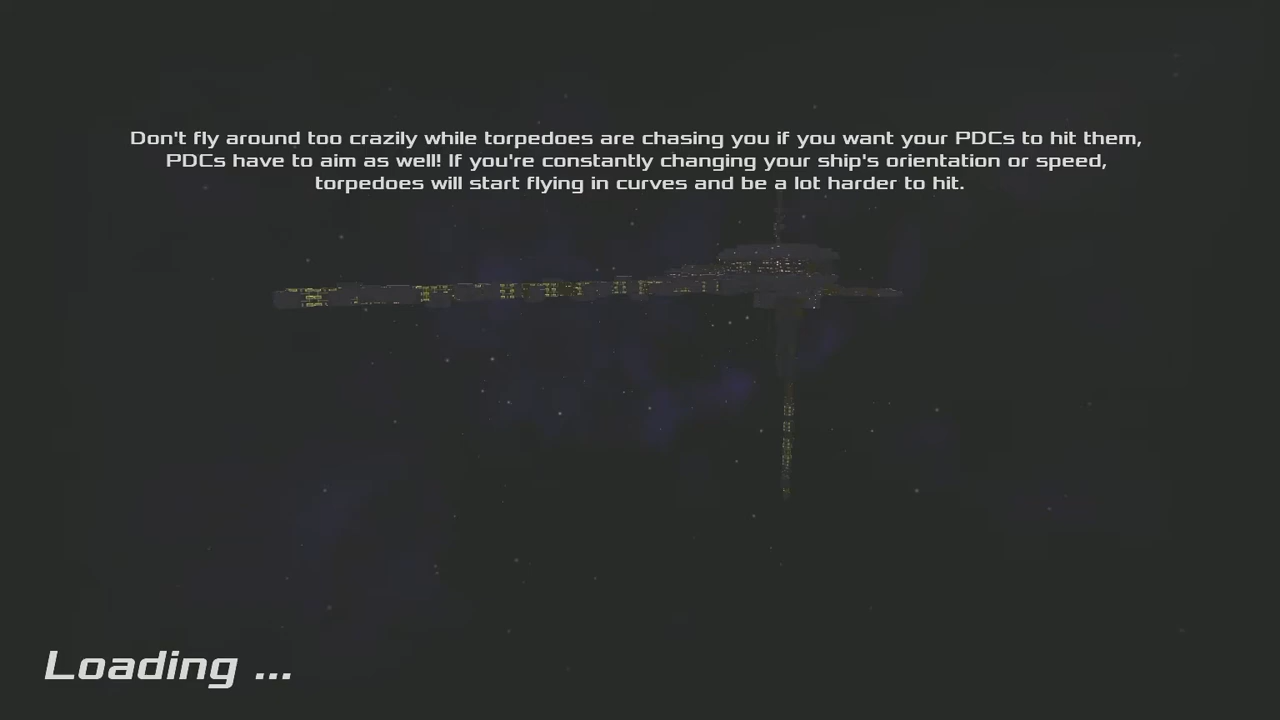 Don't fly around too crazily while torpedoes are chasing you if you want your PDCs to hit them,
PDCs have to aim as well! If you're constantly changing your ship's orientation or speed,
torpedoes will start flying in curves and be a lot harder to hit.
Loading ...